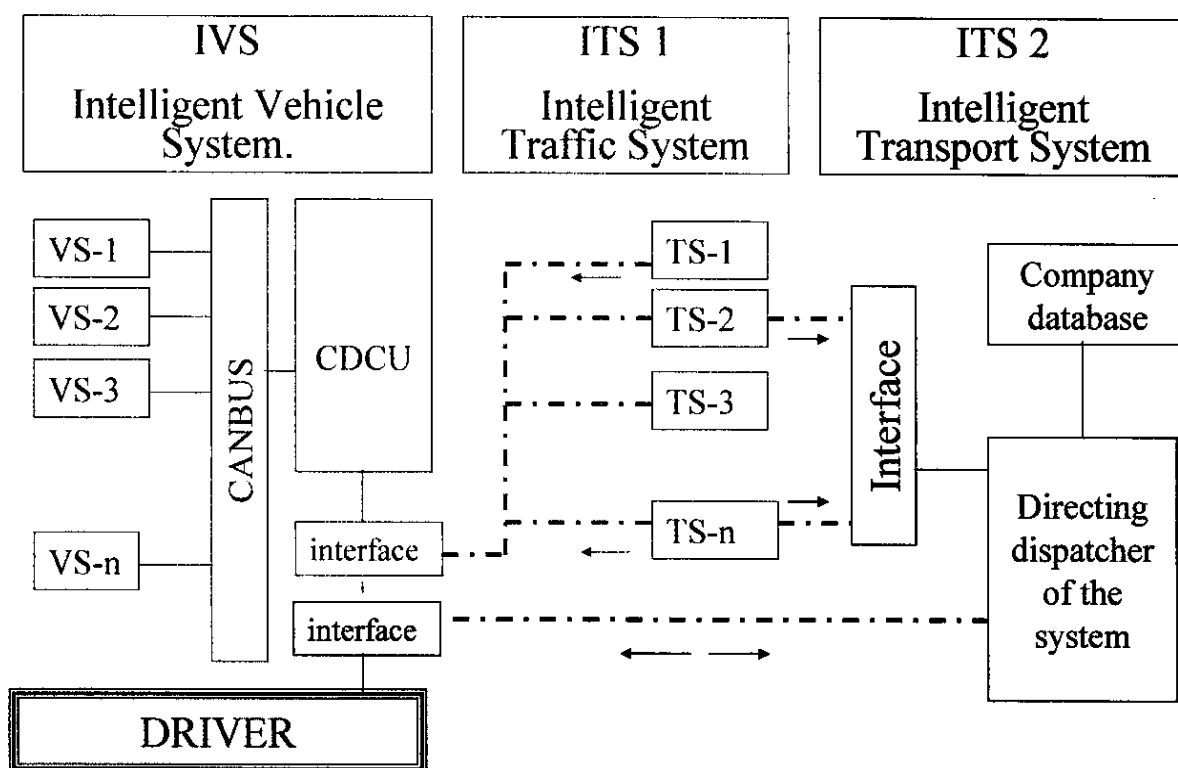 IVS
Intelligent Vehicle
System.
ITS 1
Intelligent
Traffic System
ITS 2
Intelligent
Transport System
VS-1
VS-2
VS-3
VS-n
CANBUS
CDCU
interface
interface
DRIVER
TS-1
TS-2
TS-3
TS-n
Interface
Company
database
Directing
dispatcher
of the
system